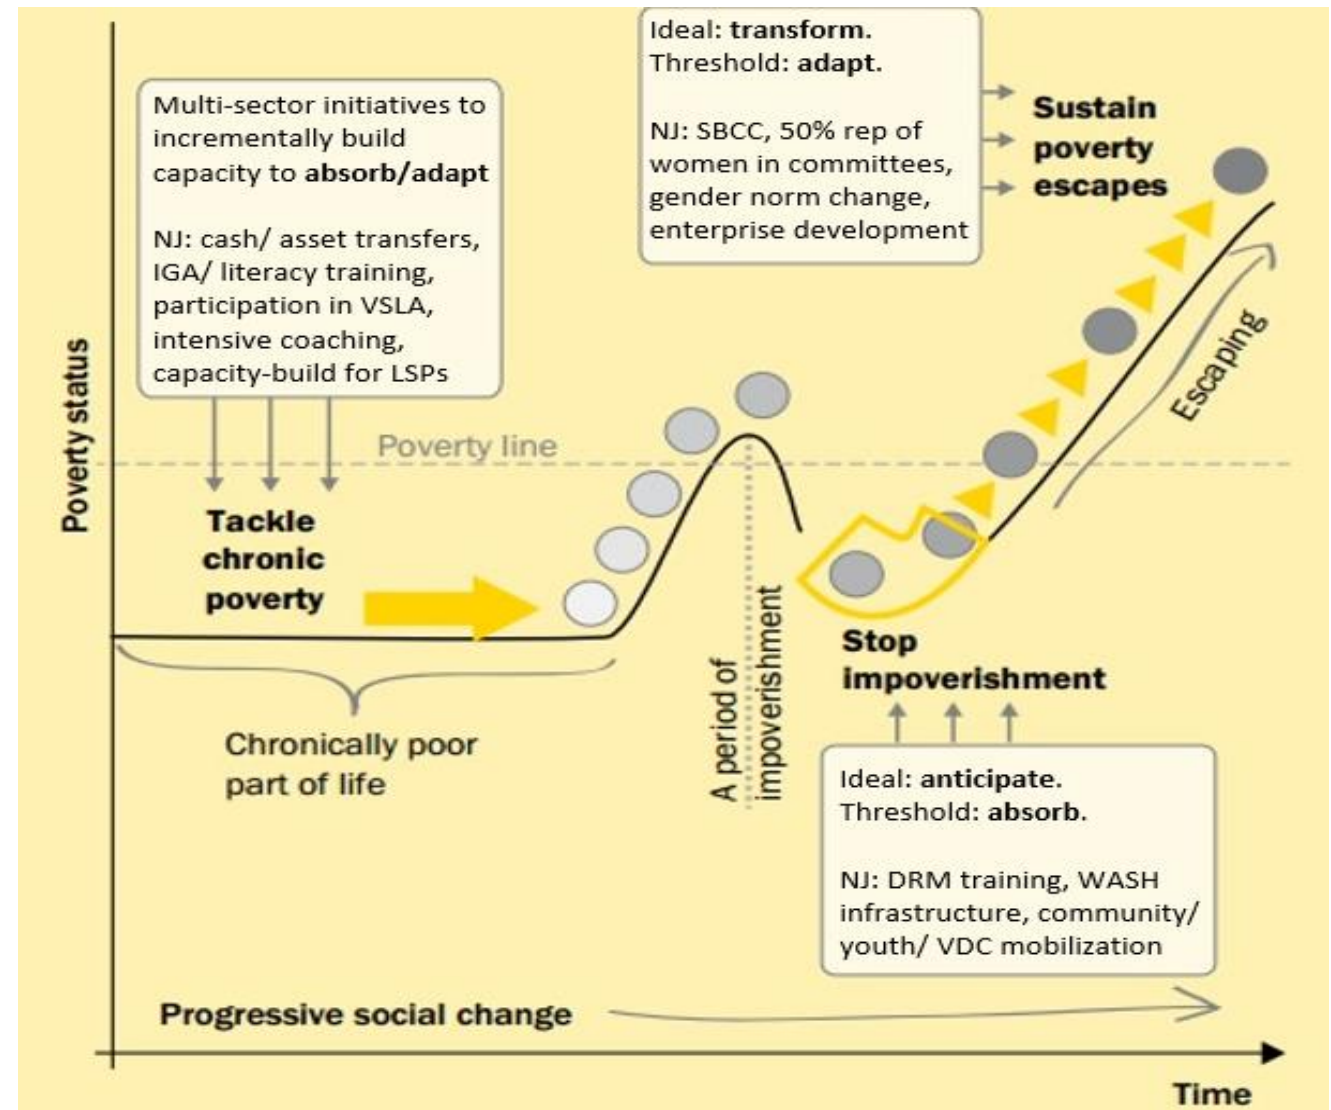 Ideal: transform.
Threshold: adapt.
NJ: SBCC, 50% rep of
women in committees,
gender norm change,
enterprise development
Multi-sector initiatives to
incrementally build
capacity to absorb/adapt
NJ: cash/ asset transfers,
IGA/ literacy training,
participation in VSLA,
intensive coaching,
capacity-build for LSPs
Sustain
poverty
escapes
Escaping
Poverty status
Poverty line
Tackle
chronic
poverty
A period of
impoverishment
Stop
impoverishment
Chronically poor
part of life
Ideal: anticipate.
Threshold: absorb.
NJ: DRM training, WASH
infrastructure, community/
youth/ VDC mobilization
Progressive social change
Time